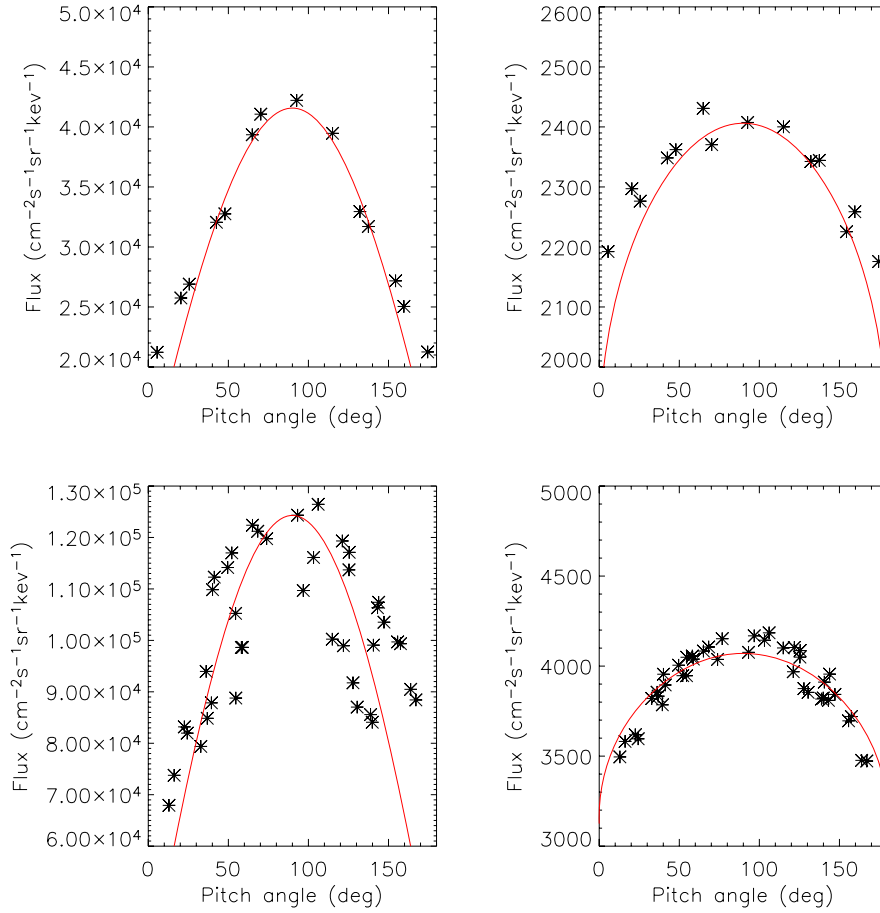 5.0×10⁴
4.5×10⁴
4.0×10⁴
3.5×10⁴
3.0×10⁴
2.5×10⁴
2.0×10⁴
Flux (cm⁻²s⁻¹sr⁻¹kev⁻¹)
0 50 100 150
Pitch angle (deg)
2600
2500
2400
2300
2200
2100
2000
Flux (cm⁻²s⁻¹sr⁻¹kev⁻¹)
0 50 100 150
Pitch angle (deg)
1.30×10⁵
1.20×10⁵
1.10×10⁵
1.00×10⁵
9.00×10⁴
8.00×10⁴
7.00×10⁴
6.00×10⁴
Flux (cm⁻²s⁻¹sr⁻¹kev⁻¹)
0 50 100 150
Pitch angle (deg)
5000
4500
4000
3500
3000
Flux (cm⁻²s⁻¹sr⁻¹kev⁻¹)
0 50 100 150
Pitch angle (deg)